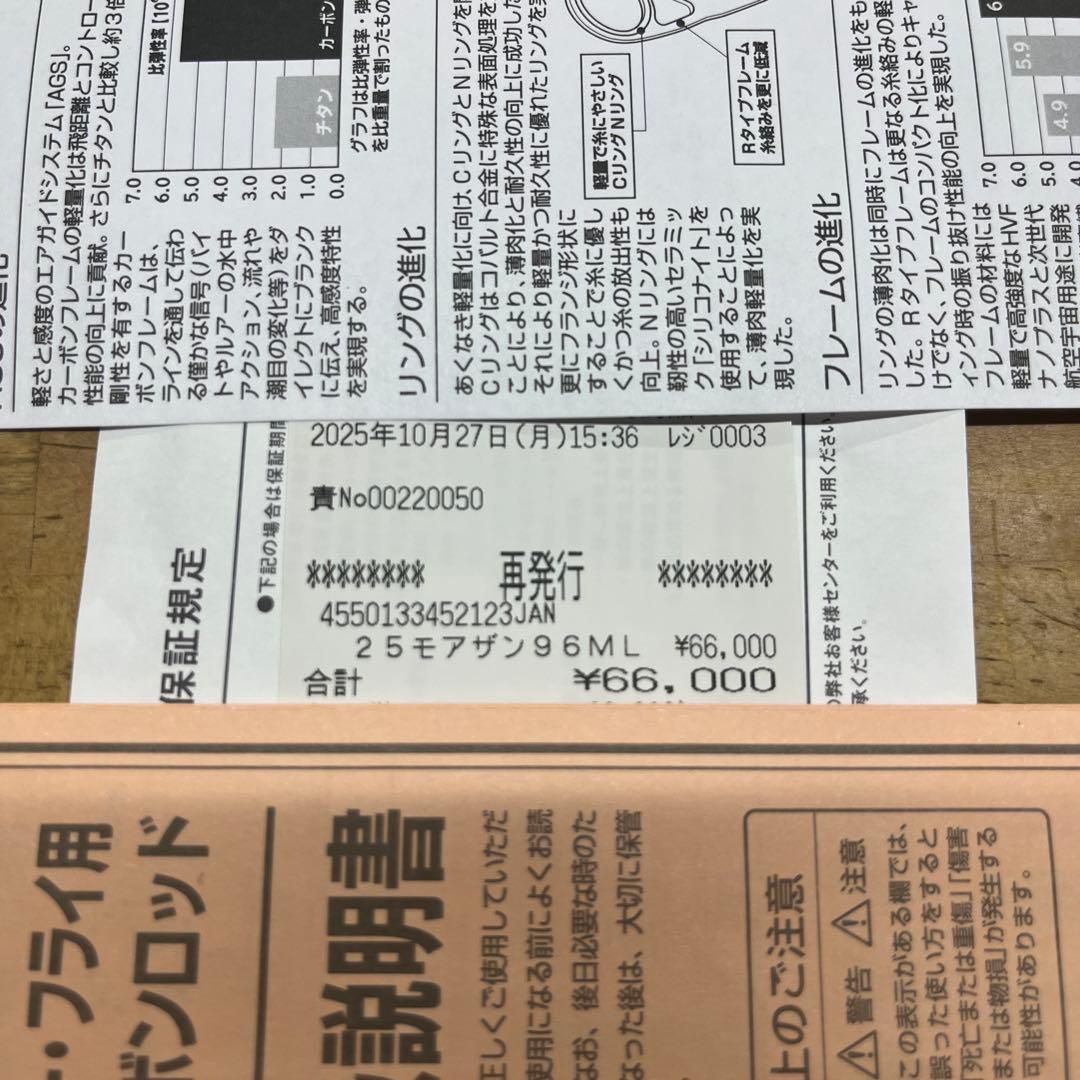 軽さと感度のエアガイドシステム「AGS」。
カーボンフレームの軽量化は飛距離とコントロー
性能の向上に貢献。さらにチタンと比較し約3倍
剛性を有するカー
ボンフレームは、
ラインを通して伝わ
る僅かな信号(バイ
トやルアーの水中
アクション、流れや
潮目の変化等)をダ
イレクトにブランク
に伝え、高感度特性
を実現する。
比弾性率
7.0
6.0
5.0
4.0
3.0
2.0
1.0
0.0
チタン
カーボン
グラフは比弾性率・弾
を比重量で割ったもの
リングの進化
あくなき軽量化に向け、CリングとNリングを
Cリングはコバルト合金に特殊な表面処理を
ことにより、薄肉化と耐久性の向上に成功した
それにより軽量かつ耐久性に優れたリングを実
更にフランジ形状に
することで糸に優し
くかつ糸の放出性も
向上。Nリングには
靭性の高いセラミッ
ク「シリコナイト」を
使用することによっ
て、薄肉軽量化を実
現した。
軽量で糸にやさしい
CリングNリング
Rタイプフレーム
糸絡みを更に低減
フレームの進化
リングの薄肉化は同時にフレームの進化をも
した。Rタイプフレームは更なる糸絡みの軽
けでなく、フレームのコンパクト化によりキャ
ィング時の振り抜け性能の向上を実現した。
フレームの材料には
軽量で高強度なHVF
ナノプラスと次世代
航空宇宙用途に開発
7.0
6.0
5.0
4.0
4.9
5.9
6
保証規定
●下記の場合は保証期間
の弊社お客様センターをご利用ください
承ください。
2025年10月27日(月)15:36 レジ0003
責No00220050
******** 再発行 ********
4550133452123JAN
25モアザン96ML ¥66,000
合計 ¥66,000
・フライ用
ボンロッド
説明書
正しくご使用していただ
使用になる前によくお読
なお、後日必要な時のた
なった後は、大切に保管
上のご注意
⚠警告 ⚠注意
この表示がある欄では、
誤った使い方をすると
「死亡または重傷」「傷害
または物損」が発生する
可能性があります。